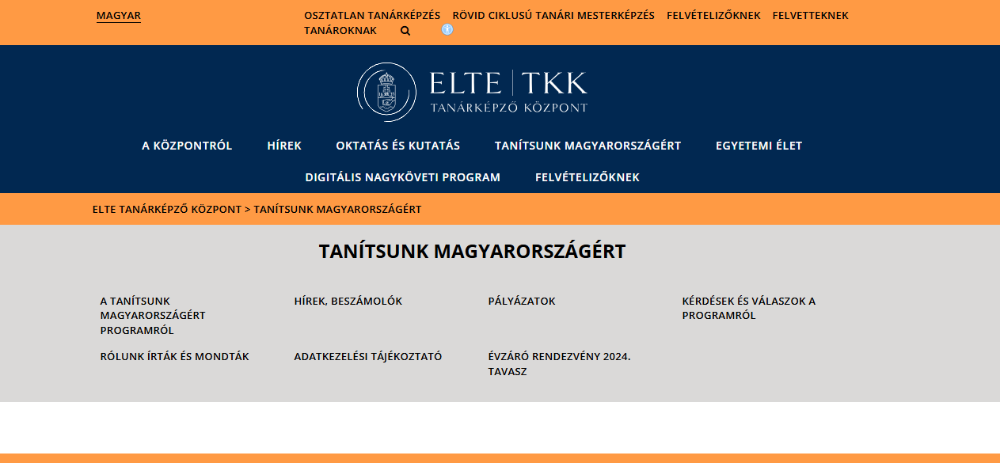 MAGYAR
OSZTATLAN TANÁRKÉPZÉS RÖVID CIKLUSÚ TANÁRI MESTERKÉPZÉS FELVÉTELIZŐKNEK FELVETTEKNEK
TANÁROKNAK
ELTE | TKK
TANÁRKÉPZŐ KÖZPONT
A KÖZPONTRÓL HÍREK OKTATÁS ÉS KUTATÁS TANÍTSUNK MAGYARORSZÁGÉRT EGYETEMI ÉLET
DIGITÁLIS NAGYKÖVETI PROGRAM FELVÉTELIZŐKNEK
ELTE TANÁRKÉPZŐ KÖZPONT > TANÍTSUNK MAGYARORSZÁGÉRT
TANÍTSUNK MAGYARORSZÁGÉRT
A TANÍTSUNK
MAGYARORSZÁGÉRT
PROGRAMRÓL
HÍREK, BESZÁMOLÓK
PÁLYÁZATOK
KÉRDÉSEK ÉS VÁLASZOK A
PROGRAMRÓL
RÓLUNK ÍRTÁK ÉS MONDTÁK
ADATKEZELÉSI TÁJÉKOZTATÓ
ÉVZÁRÓ RENDEZVÉNY 2024.
TAVASZ